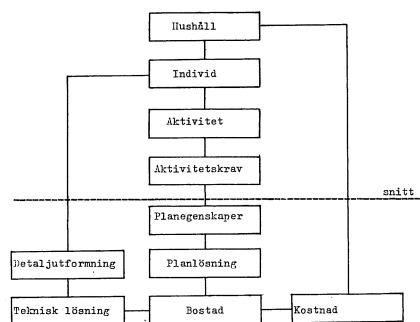 Hushåll
Individ
Aktivitet
Aktivitetskrav
snitt
Planegenskaper
Detaljutformning
Planlösning
Teknisk lösning
Bostad
Kostnad